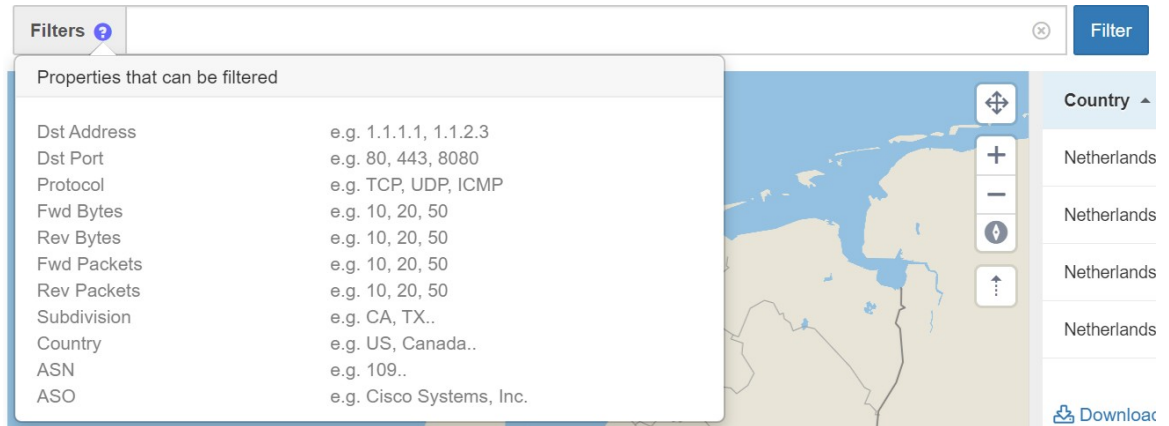 Filters ?
Filter
Properties that can be filtered
Dst Address e.g. 1.1.1.1, 1.1.2.3
Dst Port e.g. 80, 443, 8080
Protocol e.g. TCP, UDP, ICMP
Fwd Bytes e.g. 10, 20, 50
Rev Bytes e.g. 10, 20, 50
Fwd Packets e.g. 10, 20, 50
Rev Packets e.g. 10, 20, 50
Subdivision e.g. CA, TX..
Country e.g. US, Canada..
ASN e.g. 109..
ASO e.g. Cisco Systems, Inc.
Country
Netherlands
Netherlands
Netherlands
Netherlands
Download